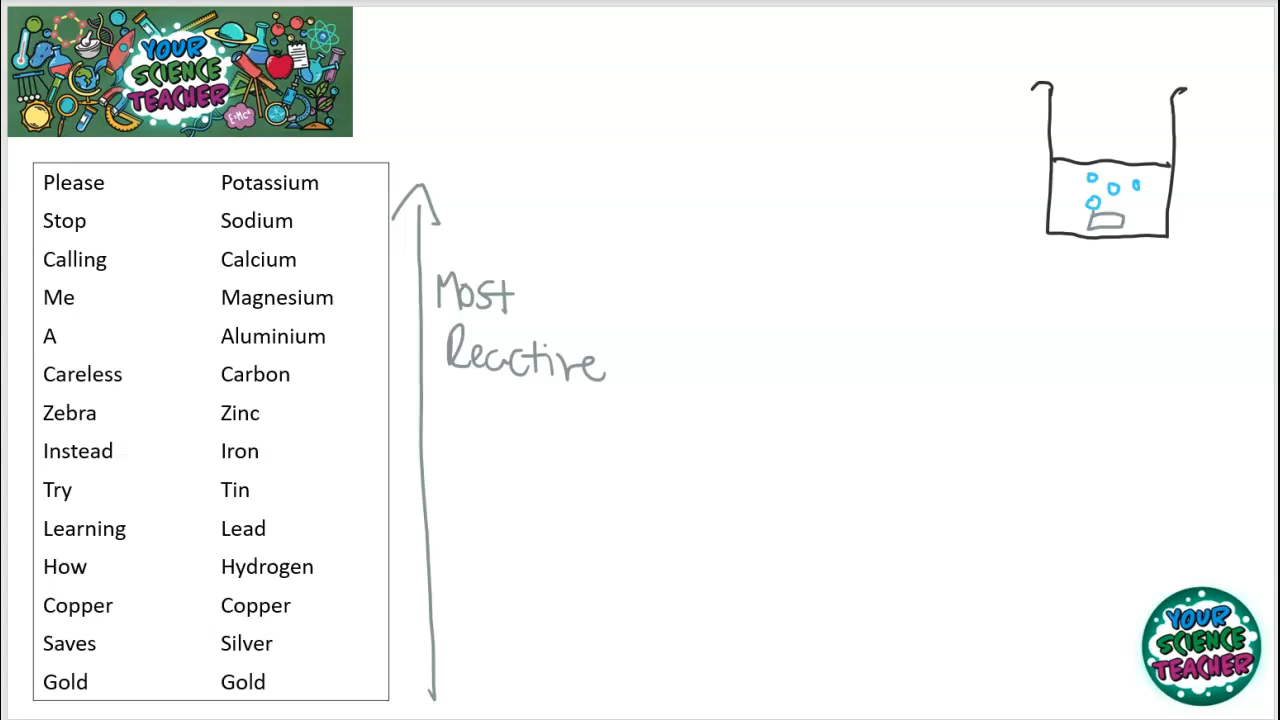 YOUR
SCIENCE
TEACHER
E=MC²
Please Potassium
Stop Sodium
Calling Calcium
Me Magnesium
A Aluminium
Careless Carbon
Zebra Zinc
Instead Iron
Try Tin
Learning Lead
How Hydrogen
Copper Copper
Saves Silver
Gold Gold
Most
Reactive
YOUR
SCIENCE
TEACHER